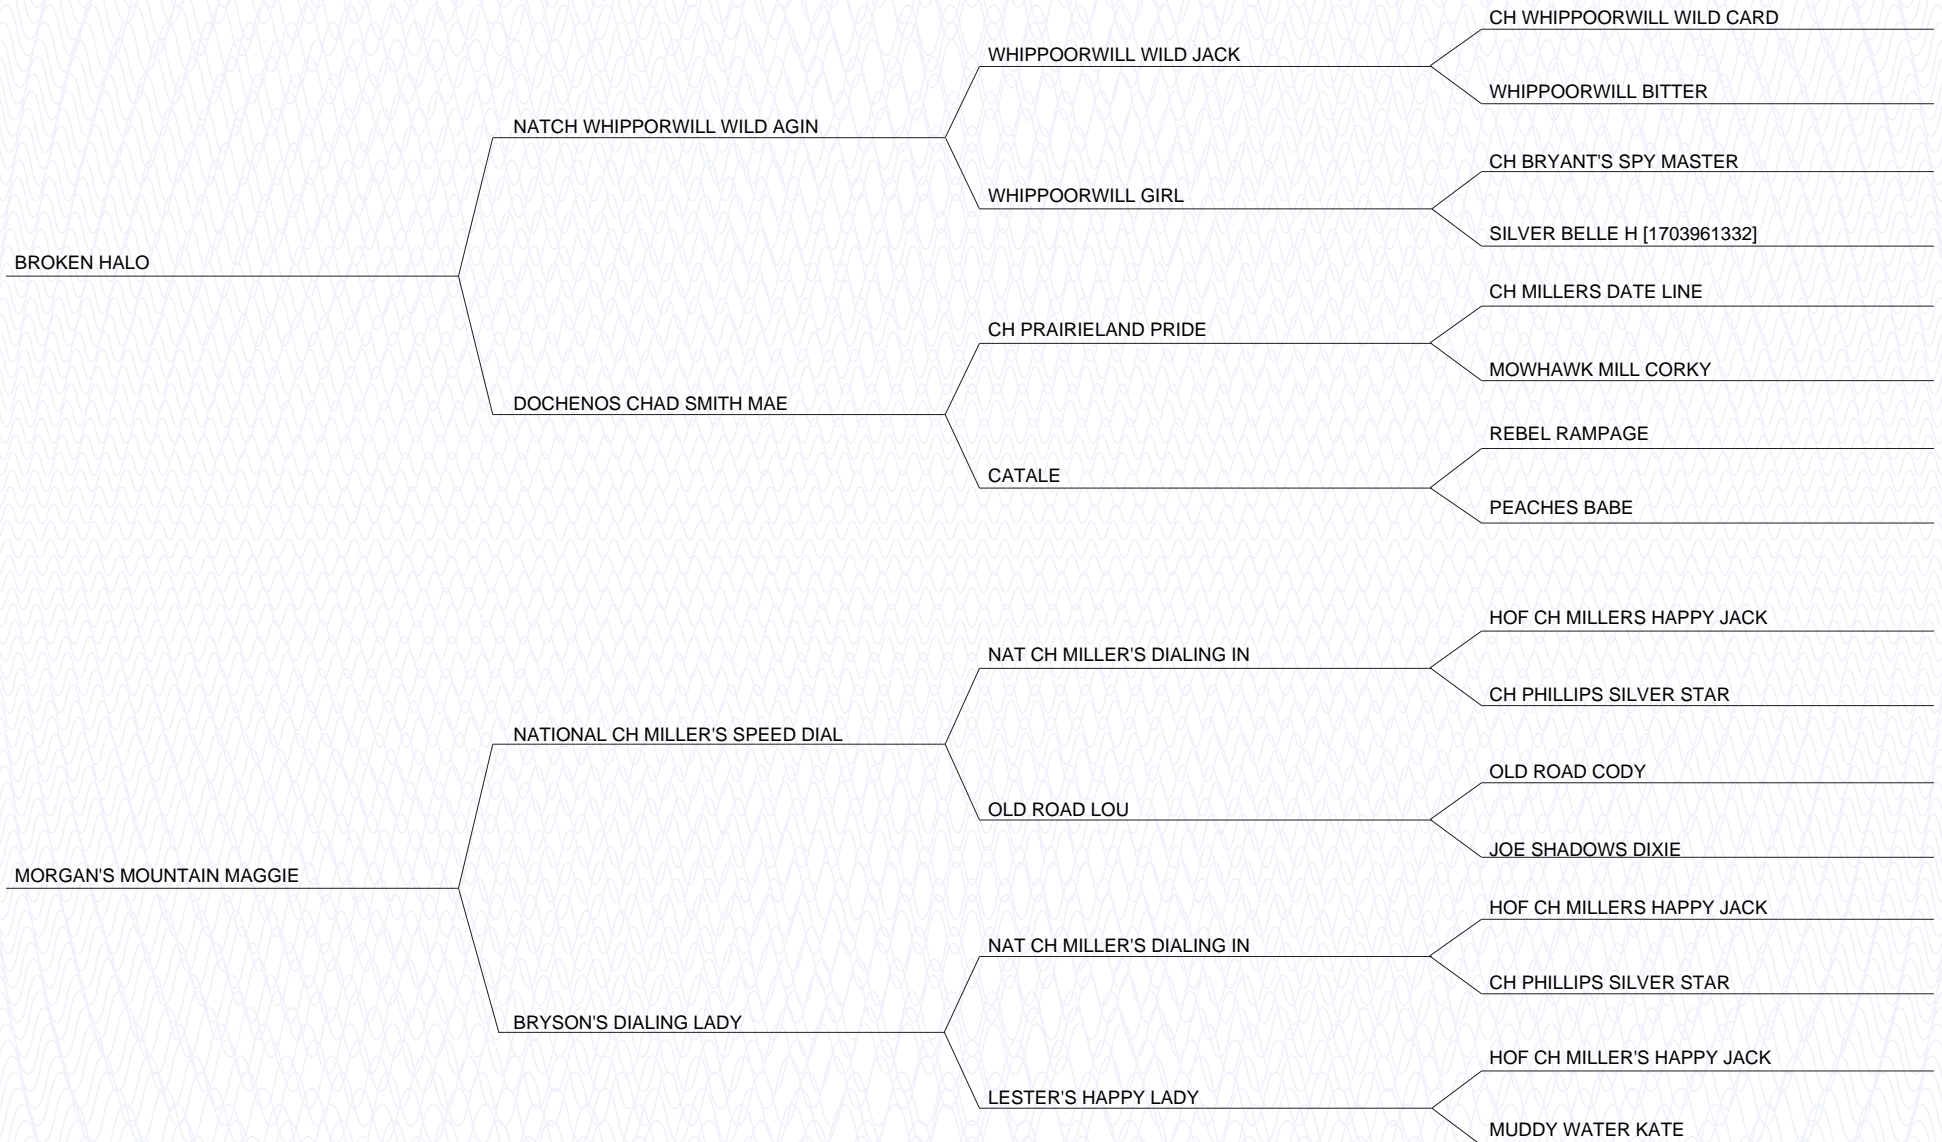 CH WHIPPOORWILL WILD CARD
WHIPPOORWILL WILD JACK
WHIPPOORWILL BITTER
NATCH WHIPPORWILL WILD AGIN
CH BRYANT'S SPY MASTER
WHIPPOORWILL GIRL
SILVER BELLE H [1703961332]
BROKEN HALO
CH MILLERS DATE LINE
CH PRAIRIELAND PRIDE
MOWHAWK MILL CORKY
DOCHENOS CHAD SMITH MAE
REBEL RAMPAGE
CATALE
PEACHES BABE
HOF CH MILLERS HAPPY JACK
NAT CH MILLER'S DIALING IN
CH PHILLIPS SILVER STAR
NATIONAL CH MILLER'S SPEED DIAL
OLD ROAD CODY
OLD ROAD LOU
JOE SHADOWS DIXIE
MORGAN'S MOUNTAIN MAGGIE
HOF CH MILLERS HAPPY JACK
NAT CH MILLER'S DIALING IN
CH PHILLIPS SILVER STAR
BRYSON'S DIALING LADY
HOF CH MILLER'S HAPPY JACK
LESTER'S HAPPY LADY
MUDDY WATER KATE